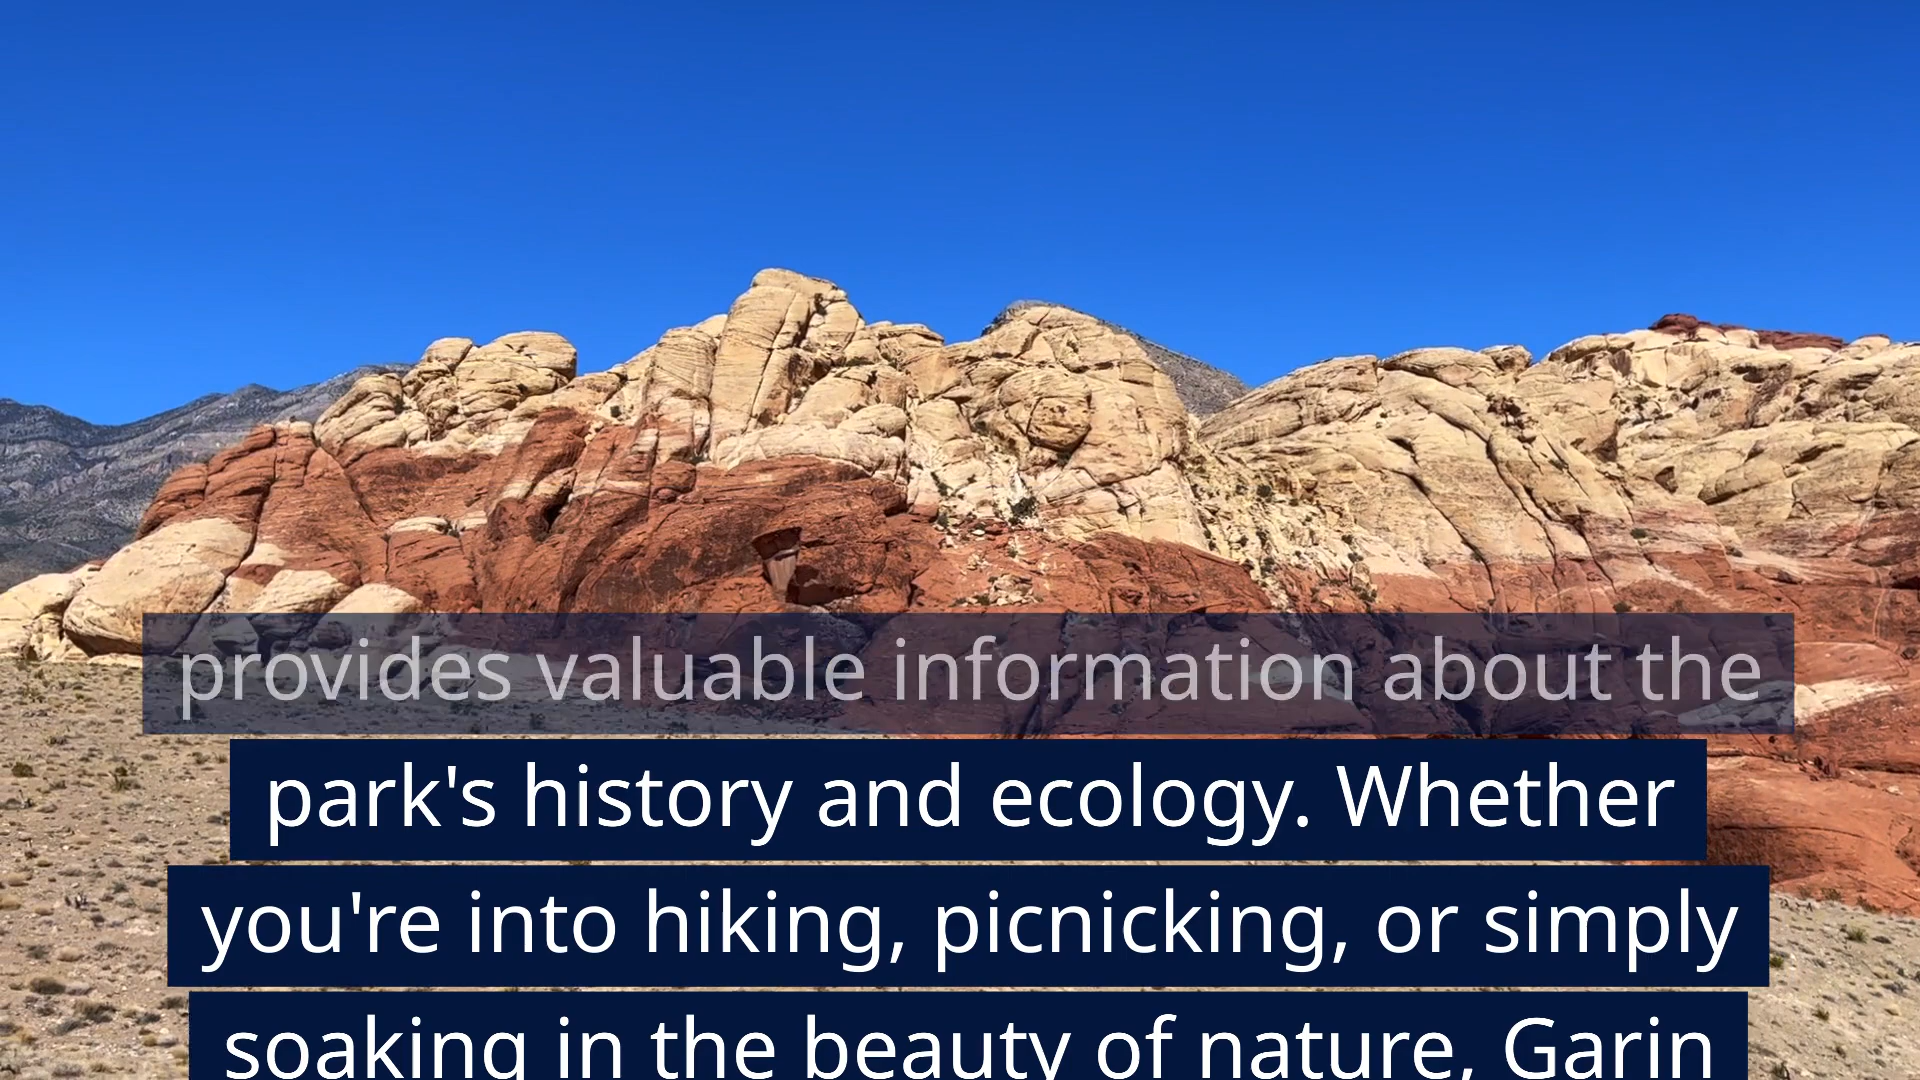 provides valuable information about the
park's history and ecology. Whether
you're into hiking, picnicking, or simply
soaking in the beauty of nature, Garin